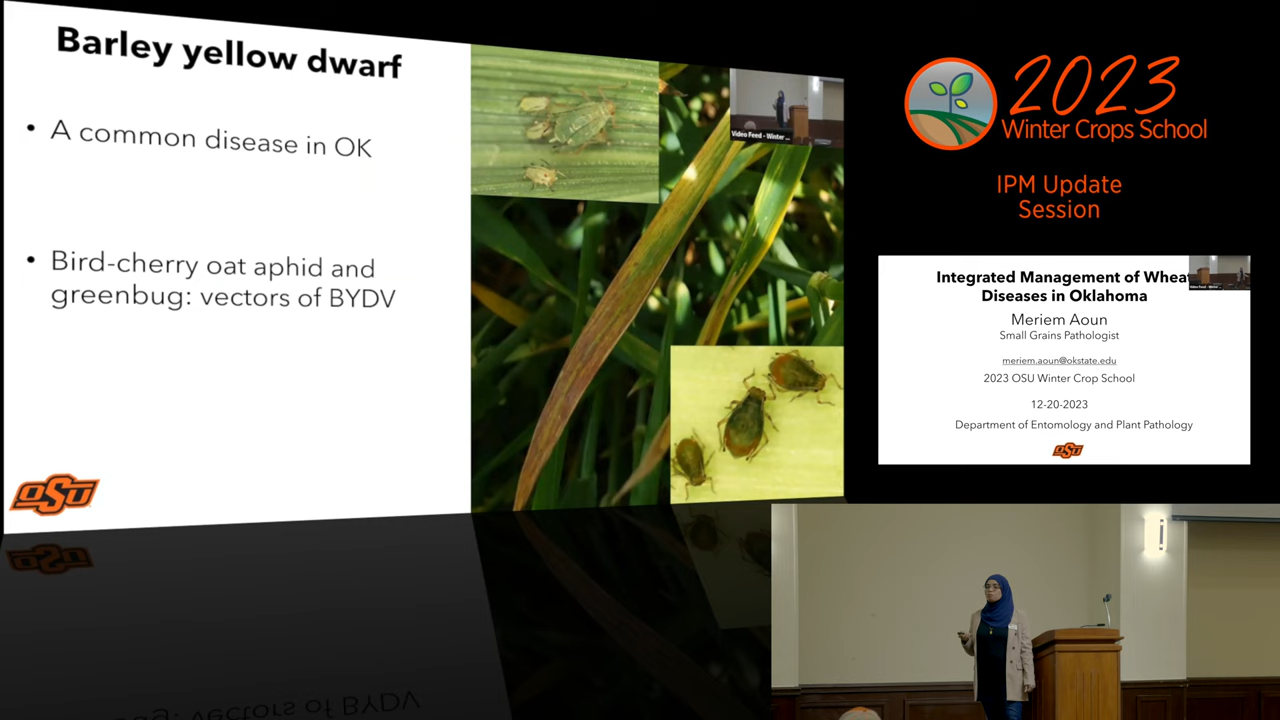 Barley yellow dwarf
• A common disease in OK
• Bird-cherry oat aphid and
greenbug: vectors of BYDV
OSU
Video Feed - Winter ...
2023
Winter Crops School
IPM Update
Session
Integrated Management of Wheat
Diseases in Oklahoma
Meriem Aoun
Small Grains Pathologist
meriem.aoun@okstate.edu
2023 OSU Winter Crop School
12-20-2023
Department of Entomology and Plant Pathology
OSU